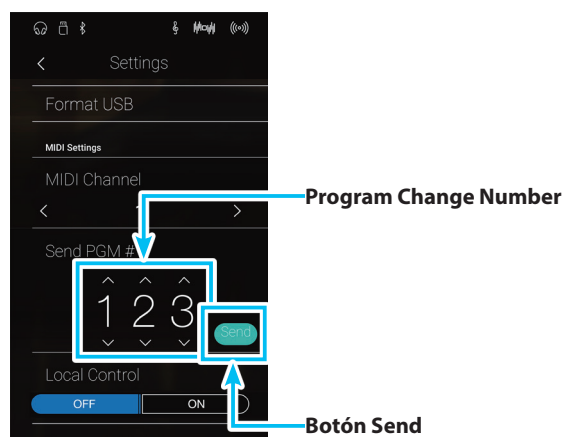 Settings
Format USB
MIDI Settings
MIDI Channel
Program Change Number
Send PGM #
1 2 3
Send
Local Control
OFF ON
Botón Send